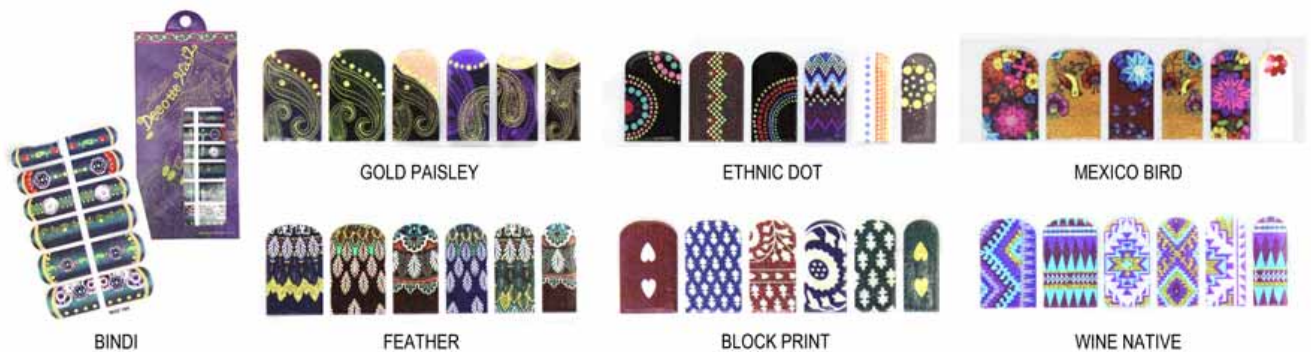 GOLD PAISLEY
ETHNIC DOT
MEXICO BIRD
BINDI
FEATHER
BLOCK PRINT
WINE NATIVE